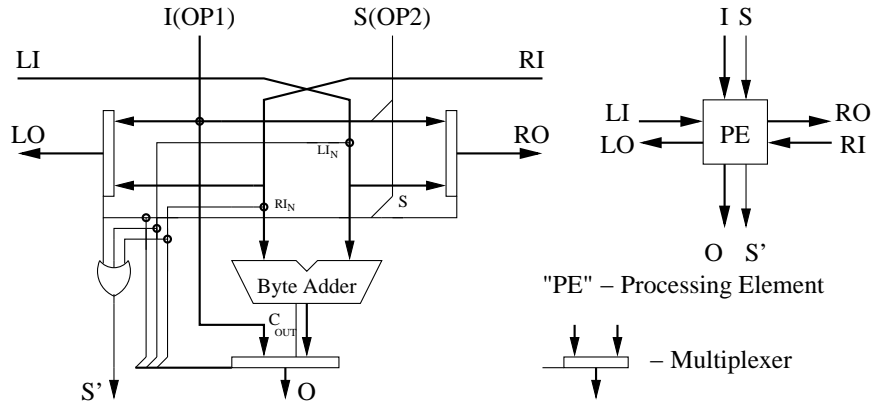 I(OP1) S(OP2)
LI RI
LO RO
LI_N
RI_N S
Byte Adder
C_OUT
S' O
I S
LI RO
PE
LO RI
O S'
"PE" – Processing Element
– Multiplexer